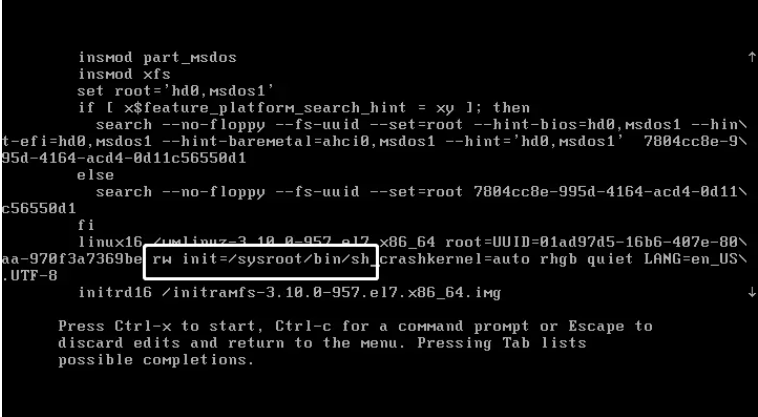 insmod part_msdos
insmod xfs
set root='hd0,msdos1'
if [ x$feature_platform_search_hint = xy ]; then
search --no-floppy --fs-uuid --set=root --hint-bios=hd0,msdos1 --hin\
t-efi=hd0,msdos1 --hint-baremetal=ahci0,msdos1 --hint='hd0,msdos1'  7804cc8e-9\
95d-4164-acd4-0d11c56550d1
else
search --no-floppy --fs-uuid --set=root 7804cc8e-995d-4164-acd4-0d11\
c56550d1
fi
linux16 /vmlinuz-3.10.0-957.el7.x86_64 root=UUID=01ad97d5-16b6-407e-80\
aa-970f3a7369be rw init=/sysroot/bin/sh crashkernel=auto rhgb quiet LANG=en_US\
.UTF-8
initrd16 /initramfs-3.10.0-957.el7.x86_64.img
Press Ctrl-x to start, Ctrl-c for a command prompt or Escape to
discard edits and return to the menu. Pressing Tab lists
possible completions.